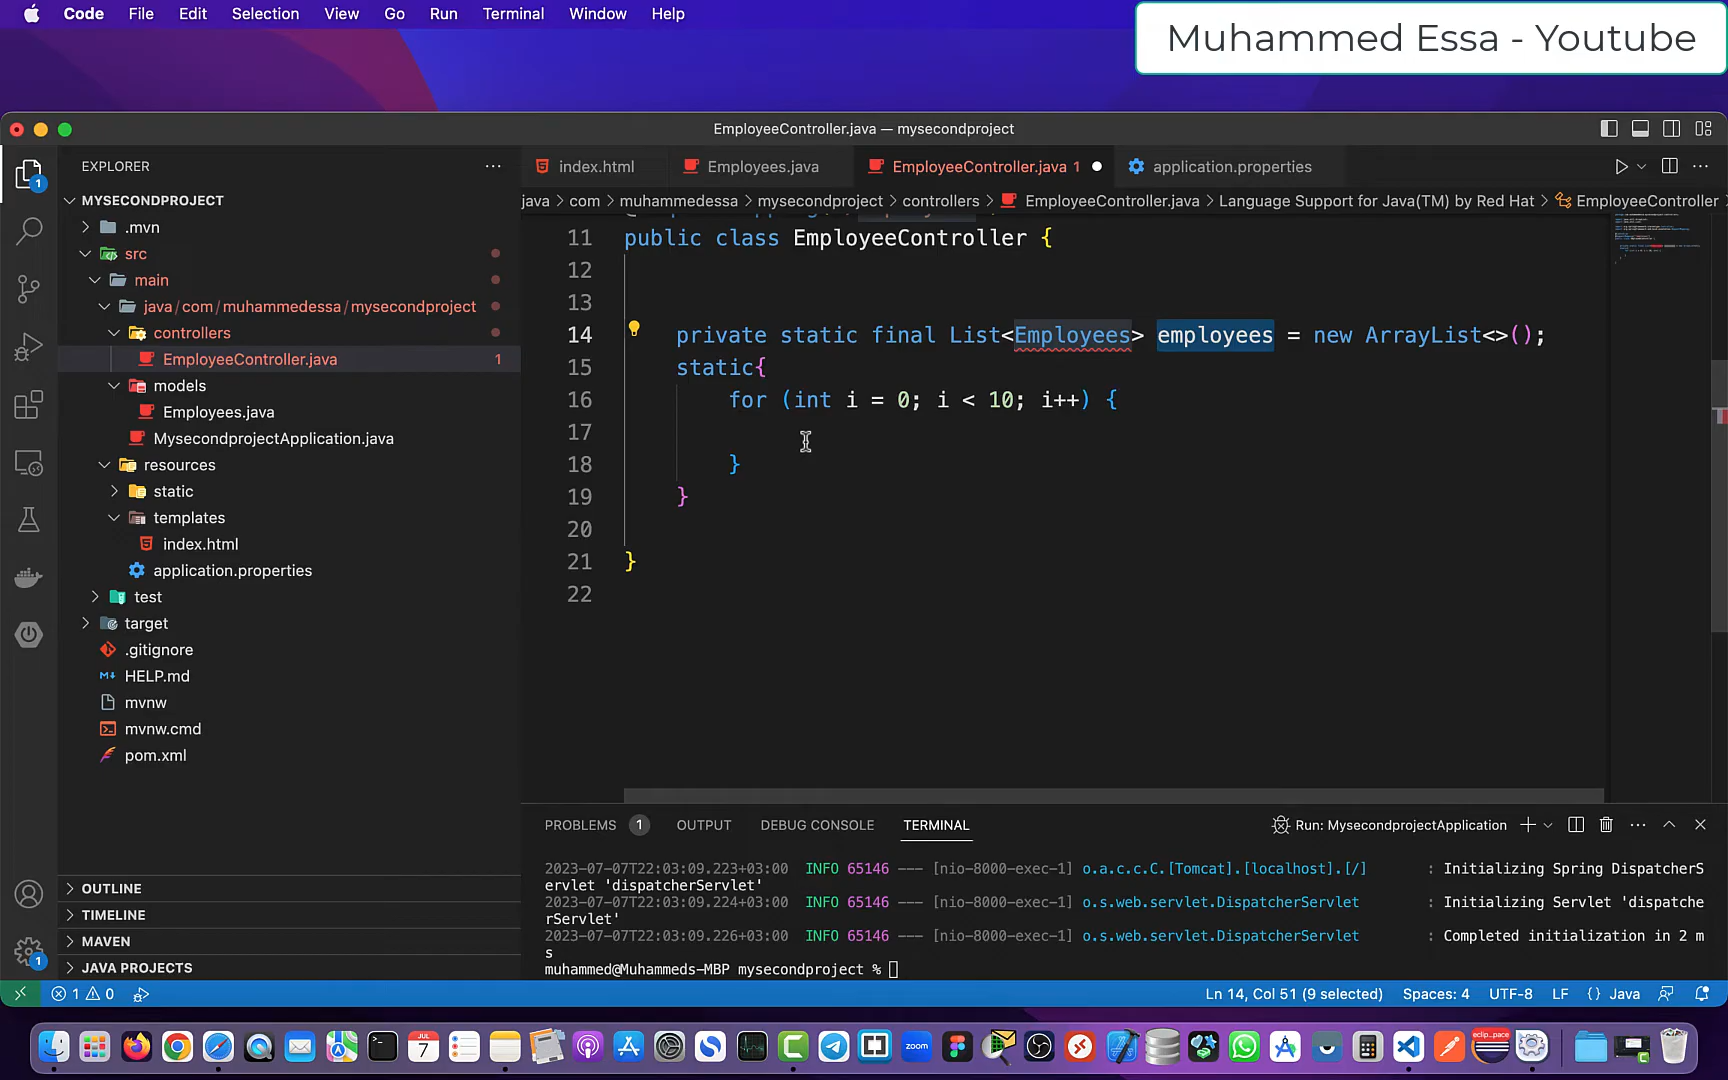 Code File Edit Selection View Go Run Terminal Window Help
Muhammed Essa - Youtube
EmployeeController.java — mysecondproject
EXPLORER
index.html
Employees.java
EmployeeController.java 1
application.properties
java > com > muhammedessa > mysecondproject > controllers > EmployeeController.java > Language Support for Java(TM) by Red Hat > EmployeeController
1
MYSECONDPROJECT
.mvn
src
main
java/com/muhammedessa/mysecondproject
controllers
EmployeeController.java 1
models
Employees.java
MysecondprojectApplication.java
resources
static
templates
index.html
application.properties
test
target
.gitignore
HELP.md
mvnw
mvnw.cmd
pom.xml
OUTLINE
TIMELINE
MAVEN
JAVA PROJECTS
1
11 public class EmployeeController {
12
13
14 private static final List<Employees> employees = new ArrayList<>();
15 static{
16 for (int i = 0; i < 10; i++) {
17
18 }
19 }
20
21 }
22
PROBLEMS 1 OUTPUT DEBUG CONSOLE TERMINAL
Run: MysecondprojectApplication
2023-07-07T22:03:09.223+03:00 INFO 65146 --- [nio-8000-exec-1] o.a.c.c.C.[Tomcat].[localhost].[/] : Initializing Spring DispatcherS
ervlet 'dispatcherServlet'
2023-07-07T22:03:09.224+03:00 INFO 65146 --- [nio-8000-exec-1] o.s.web.servlet.DispatcherServlet : Initializing Servlet 'dispatche
rServlet'
2023-07-07T22:03:09.226+03:00 INFO 65146 --- [nio-8000-exec-1] o.s.web.servlet.DispatcherServlet : Completed initialization in 2 m
s
muhammed@Muhammeds-MBP mysecondproject %
1 0
Ln 14, Col 51 (9 selected) Spaces: 4 UTF-8 LF {} Java
JUL
7
zoom
eclip_pace